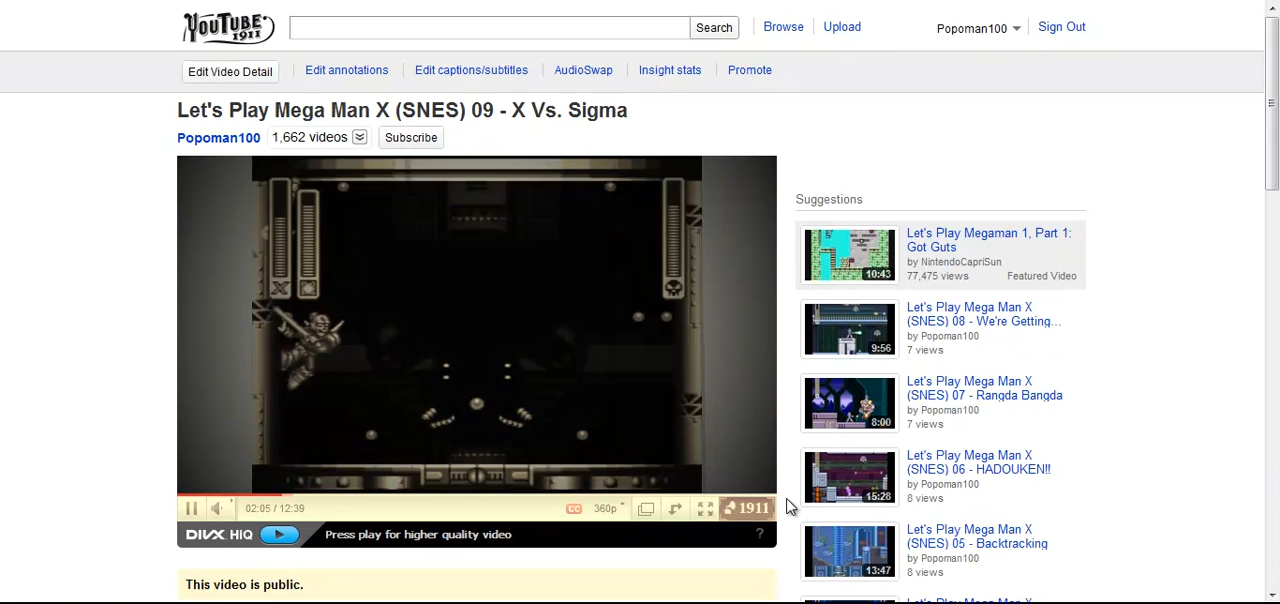 YouTube 1911
Search
Browse
Upload
Popoman100
Sign Out
Edit Video Detail
Edit annotations
Edit captions/subtitles
AudioSwap
Insight stats
Promote
Let's Play Mega Man X (SNES) 09 - X Vs. Sigma
Popoman100
1,662 videos
Subscribe
X
02:05 / 12:39
CC
360p
1911
DIVX HiQ
Press play for higher quality video
?
This video is public.
Suggestions
10:43
Let's Play Megaman 1, Part 1:
Got Guts
by NintendoCapriSun
77,475 views
Featured Video
9:56
Let's Play Mega Man X
(SNES) 08 - We're Getting...
by Popoman100
7 views
8:00
Let's Play Mega Man X
(SNES) 07 - Rangda Bangda
by Popoman100
7 views
15:28
Let's Play Mega Man X
(SNES) 06 - HADOUKEN!!
by Popoman100
8 views
13:47
Let's Play Mega Man X
(SNES) 05 - Backtracking
by Popoman100
8 views
Let's Play Mega Man X